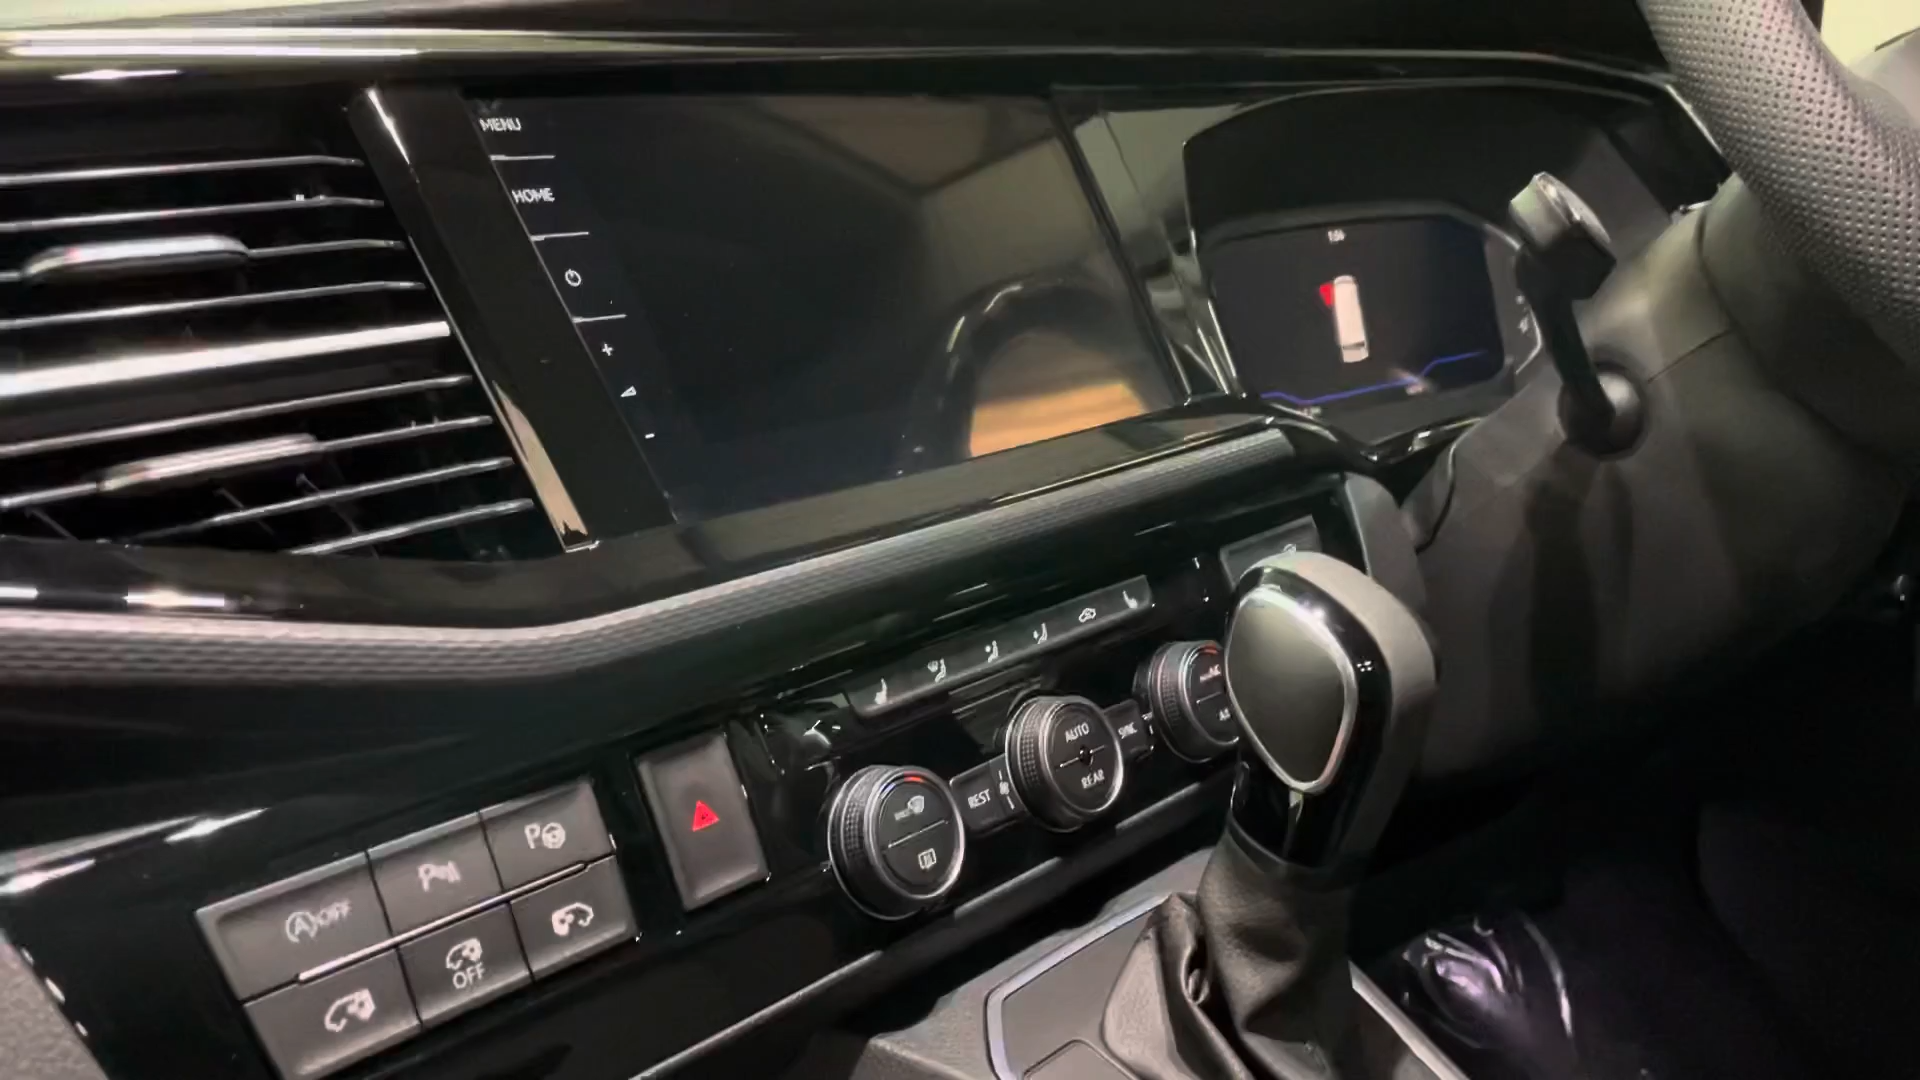 MENU
HOME
+
-
AUTO
REAR
SYNC
REST
A OFF
P
P
OFF